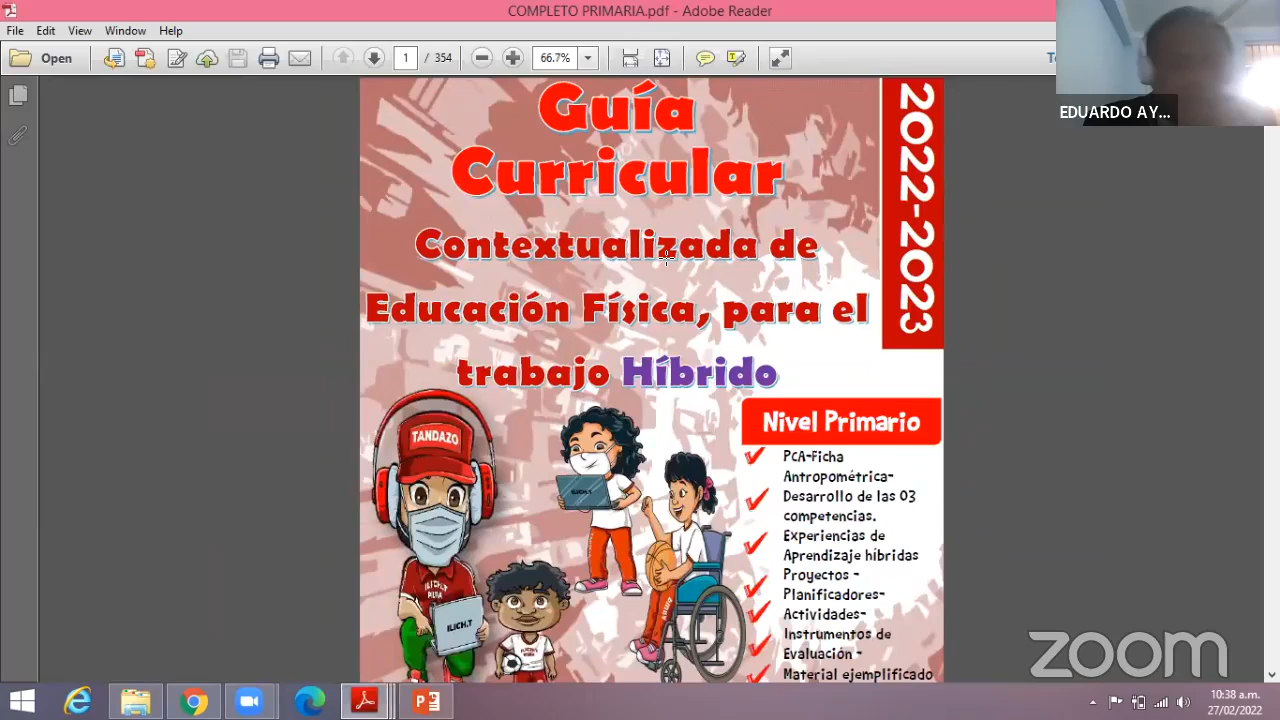 COMPLETO PRIMARIA.pdf - Adobe Reader
File Edit View Window Help
Open
1 / 354
66.7%
EDUARDO AY...
Guía
Curricular
Contextualizada de
Educación Física, para el
trabajo Híbrido
2022-2023
Nivel Primario
PCA-Ficha
Antropométrica-
Desarrollo de las 03
competencias.
Experiencias de
Aprendizaje híbridas
Proyectos -
Planificadores-
Actividades-
Instrumentos de
Evaluación -
Material ejemplificado
TANDAZO
ILICH.T
ILICH.T
zoom
10:38 a.m.
27/02/2022